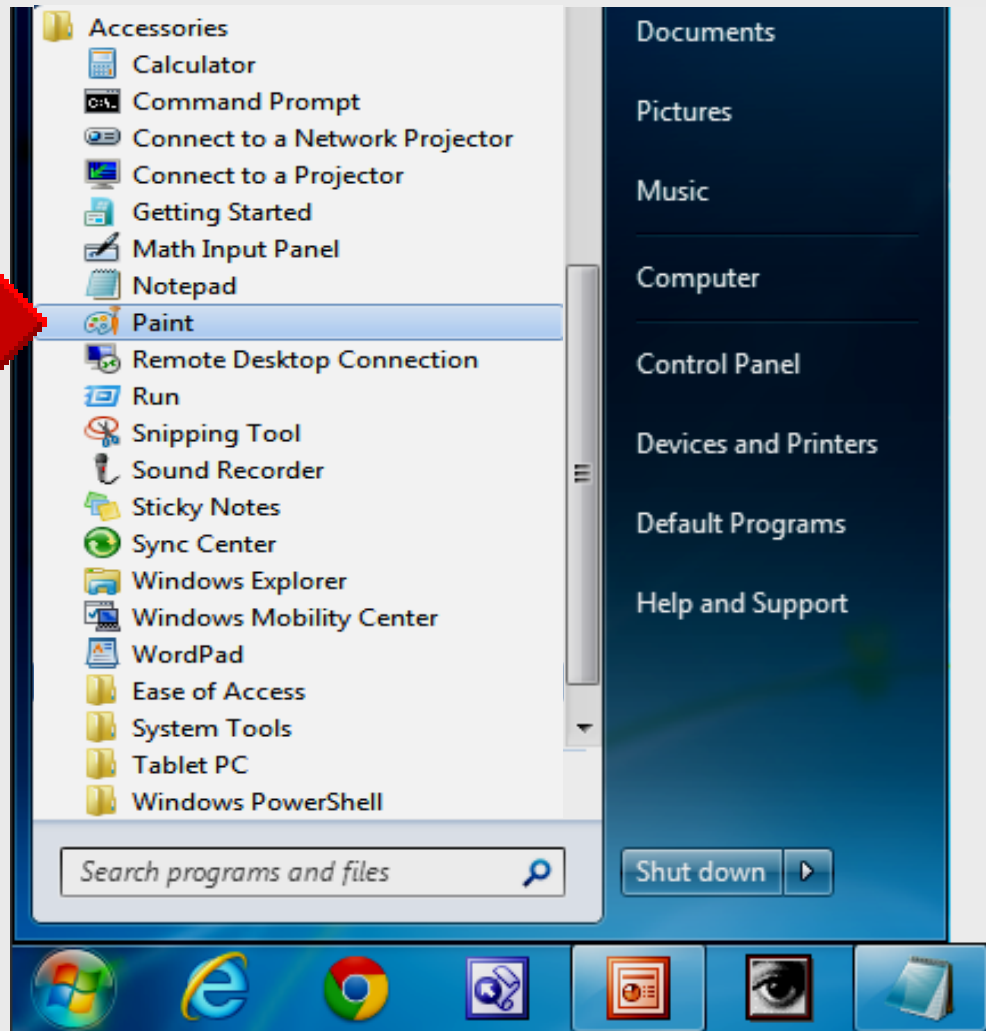 Accessories
Calculator
Command Prompt
Connect to a Network Projector
Connect to a Projector
Getting Started
Math Input Panel
Notepad
Paint
Remote Desktop Connection
Run
Snipping Tool
Sound Recorder
Sticky Notes
Sync Center
Windows Explorer
Windows Mobility Center
WordPad
Ease of Access
System Tools
Tablet PC
Windows PowerShell
Search programs and files
Documents
Pictures
Music
Computer
Control Panel
Devices and Printers
Default Programs
Help and Support
Shut down